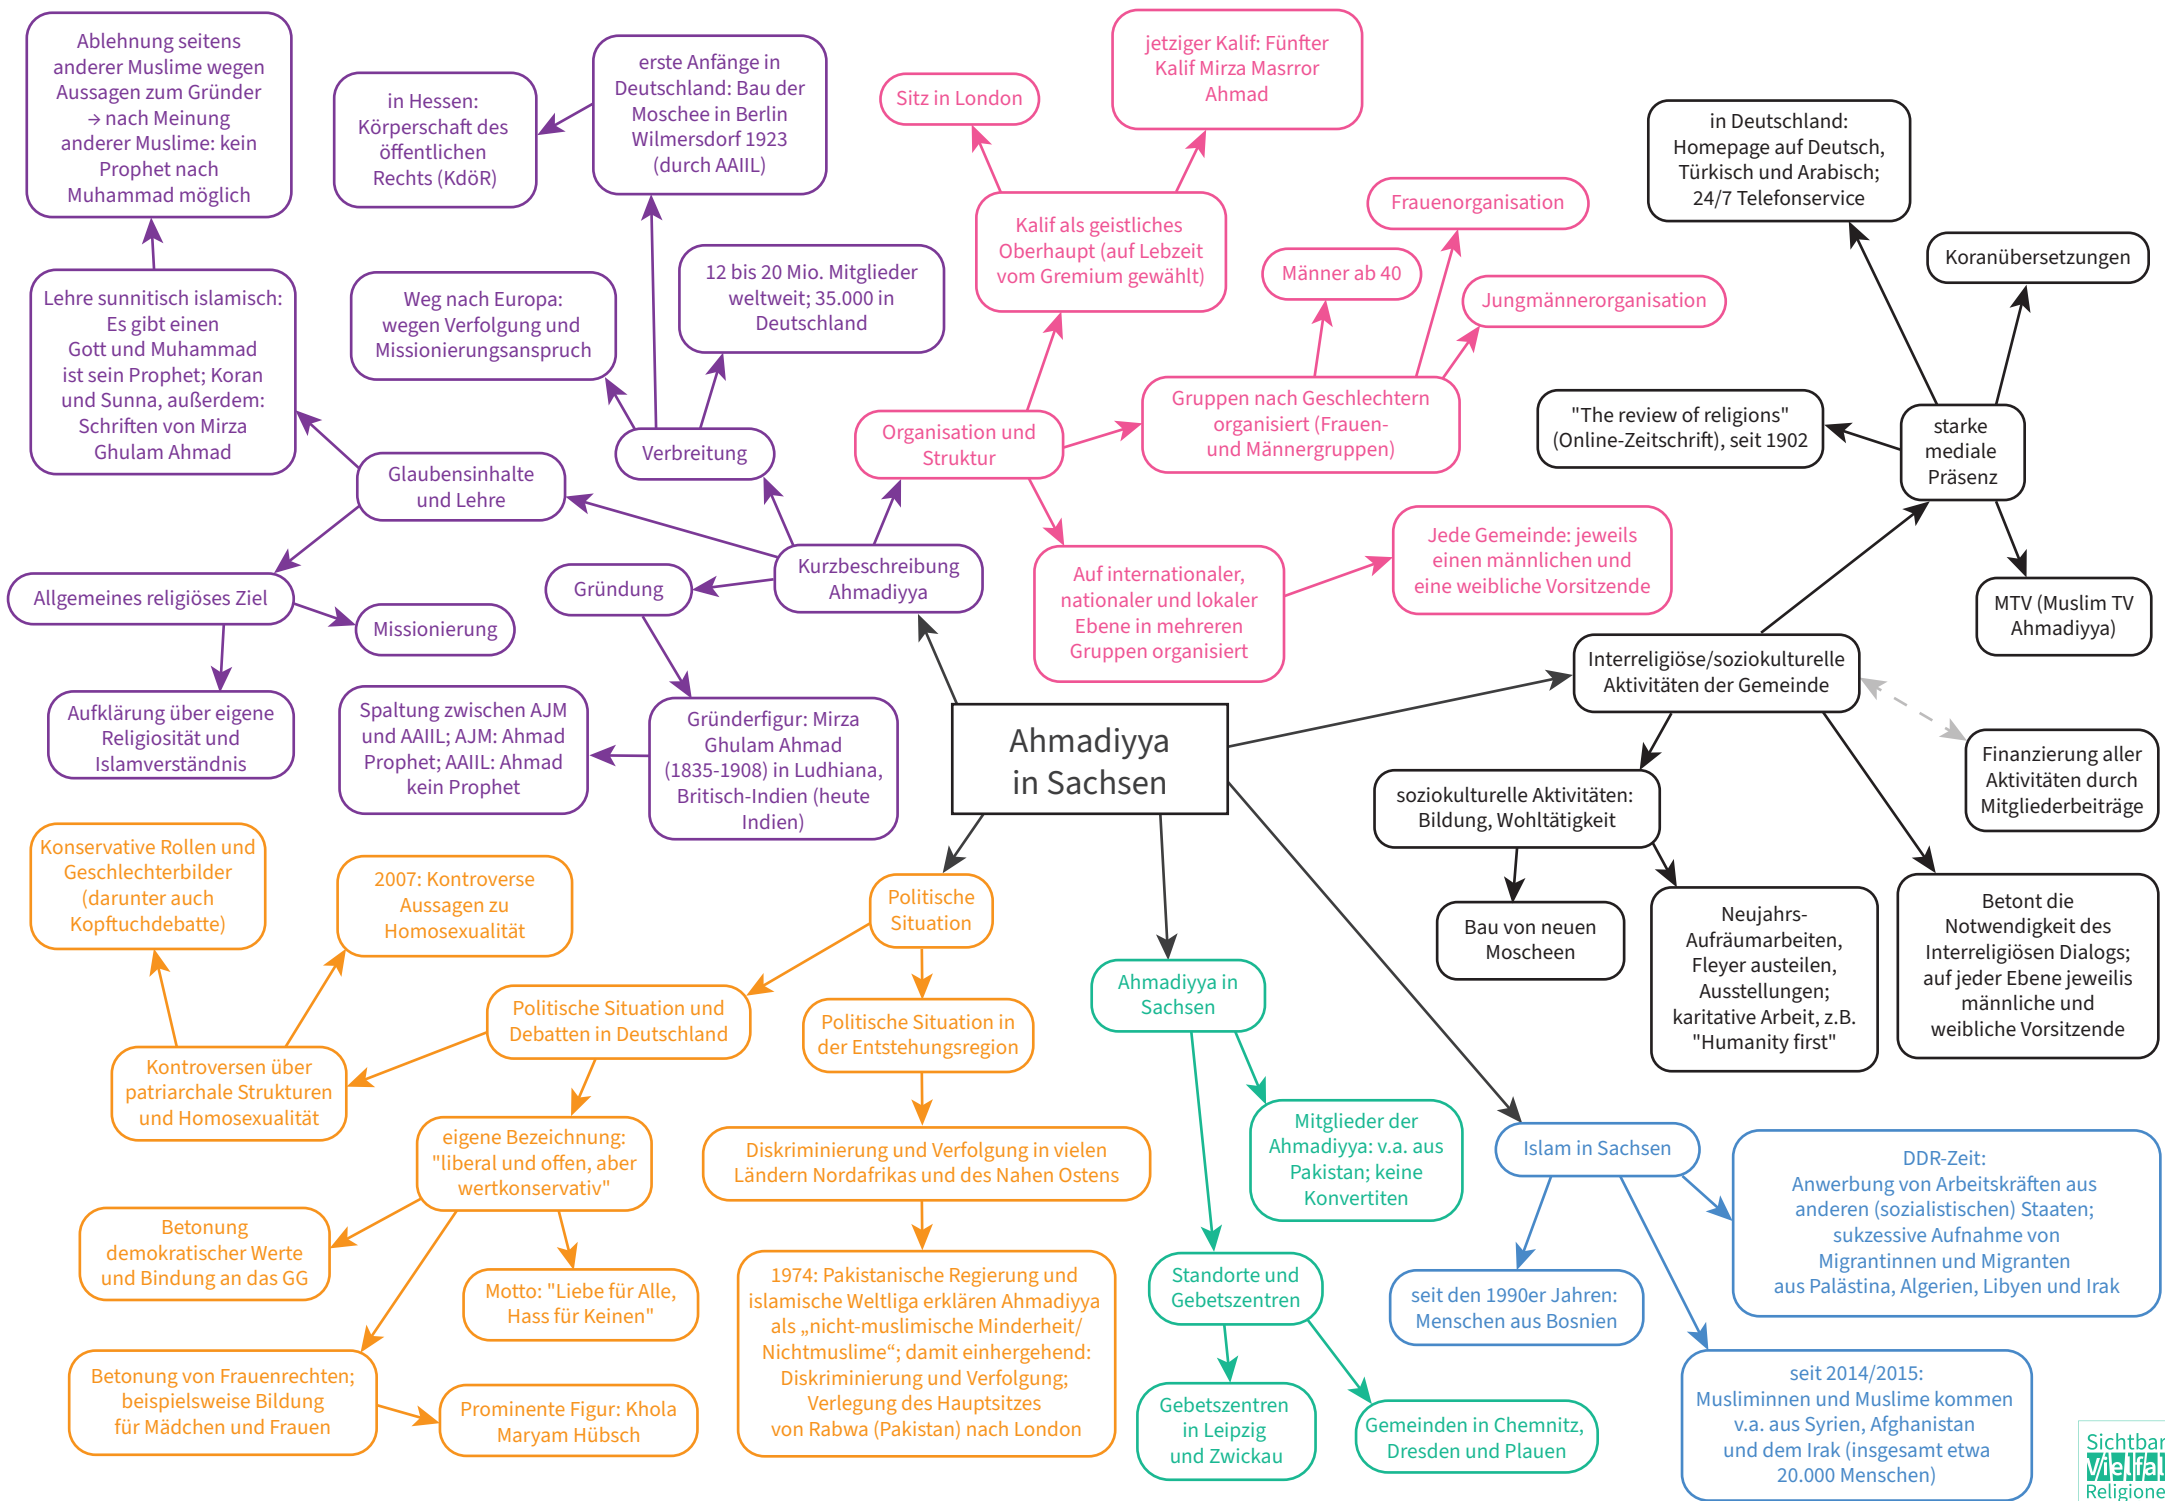 Ablehnung seitens
anderer Muslime wegen
Aussagen zum Gründer
→ nach Meinung
anderer Muslime: kein
Prophet nach
Muhammad möglich
in Hessen:
Körperschaft des
öffentlichen
Rechts (KdöR)
erste Anfänge in
Deutschland: Bau der
Moschee in Berlin
Wilmersdorf 1923
(durch AAIIL)
Sitz in London
jetziger Kalif: Fünfter
Kalif Mirza Masrror
Ahmad
in Deutschland:
Homepage auf Deutsch,
Türkisch und Arabisch;
24/7 Telefonservice
Frauenorganisation
Kalif als geistliches
Oberhaupt (auf Lebzeit
vom Gremium gewählt)
Männer ab 40
Jungmännerorganisation
Koranübersetzungen
Lehre sunnitisch islamisch:
Es gibt einen
Gott und Muhammad
ist sein Prophet; Koran
und Sunna, außerdem:
Schriften von Mirza
Ghulam Ahmad
Weg nach Europa:
wegen Verfolgung und
Missionierungsanspruch
12 bis 20 Mio. Mitglieder
weltweit; 35.000 in
Deutschland
Verbreitung
Organisation und
Struktur
Gruppen nach Geschlechtern
organisiert (Frauen-
und Männergruppen)
"The review of religions"
(Online-Zeitschrift), seit 1902
starke
mediale
Präsenz
Glaubensinhalte
und Lehre
Kurzbeschreibung
Ahmadiyya
Gründung
Auf internationaler,
nationaler und lokaler
Ebene in mehreren
Gruppen organisiert
Jede Gemeinde: jeweils
einen männlichen und
eine weibliche Vorsitzende
MTV (Muslim TV
Ahmadiyya)
Allgemeines religiöses Ziel
Missionierung
Interreligiöse/soziokulturelle
Aktivitäten der Gemeinde
Aufklärung über eigene
Religiosität und
Islamverständnis
Spaltung zwischen AJM
und AAIIL; AJM: Ahmad
Prophet; AAIIL: Ahmad
kein Prophet
Gründerfigur: Mirza
Ghulam Ahmad
(1835-1908) in Ludhiana,
Britisch-Indien (heute
Indien)
Ahmadiyya
in Sachsen
Finanzierung aller
Aktivitäten durch
Mitgliederbeiträge
soziokulturelle Aktivitäten:
Bildung, Wohltätigkeit
Konservative Rollen und
Geschlechterbilder
(darunter auch
Kopftuchdebatte)
2007: Kontroverse
Aussagen zu
Homosexualität
Politische
Situation
Bau von neuen
Moscheen
Neujahrs-
Aufräumarbeiten,
Fleyer austeilen,
Ausstellungen;
karitative Arbeit, z.B.
"Humanity first"
Betont die
Notwendigkeit des
Interreligiösen Dialogs;
auf jeder Ebene jeweilis
männliche und
weibliche Vorsitzende
Ahmadiyya in
Sachsen
Politische Situation und
Debatten in Deutschland
Politische Situation in
der Entstehungsregion
Kontroversen über
patriarchale Strukturen
und Homosexualität
eigene Bezeichnung:
"liberal und offen, aber
wertkonservativ"
Diskriminierung und Verfolgung in vielen
Ländern Nordafrikas und des Nahen Ostens
Mitglieder der
Ahmadiyya: v.a. aus
Pakistan; keine
Konvertiten
Islam in Sachsen
DDR-Zeit:
Anwerbung von Arbeitskräften aus
anderen (sozialistischen) Staaten;
sukzessive Aufnahme von
Migrantinnen und Migranten
aus Palästina, Algerien, Libyen und Irak
Betonung
demokratischer Werte
und Bindung an das GG
Motto: "Liebe für Alle,
Hass für Keinen"
1974: Pakistanische Regierung und
islamische Weltliga erklären Ahmadiyya
als „nicht-muslimische Minderheit/
Nichtmuslime“; damit einhergehend:
Diskriminierung und Verfolgung;
Verlegung des Hauptsitzes
von Rabwa (Pakistan) nach London
Standorte und
Gebetszentren
seit den 1990er Jahren:
Menschen aus Bosnien
Betonung von Frauenrechten;
beispielsweise Bildung
für Mädchen und Frauen
Prominente Figur: Khola
Maryam Hübsch
Gebetszentren
in Leipzig
und Zwickau
Gemeinden in Chemnitz,
Dresden und Plauen
seit 2014/2015:
Musliminnen und Muslime kommen
v.a. aus Syrien, Afghanistan
und dem Irak (insgesamt etwa
20.000 Menschen)
Sichtbar
Vielfal
Religione